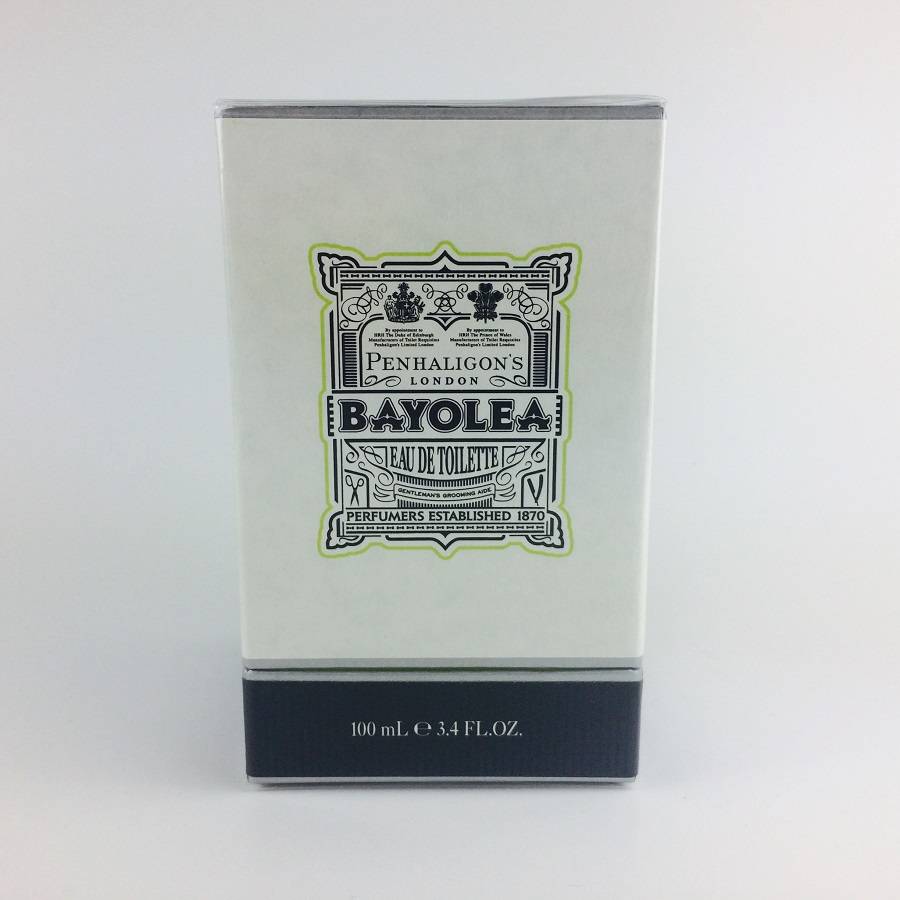 By appointment to
HRH The Duke of Edinburgh
Manufacturers of Toilet Requisites
Penhaligon's Limited London
By appointment to
HRH The Prince of Wales
Manufacturers of Toilet Requisites
Penhaligon's Limited London
PENHALIGON'S
LONDON
BAYOLEA
EAU DE TOILETTE
GENTLEMAN'S GROOMING AIDE
PERFUMERS ESTABLISHED 1870
100 mL ℮ 3.4 FL.OZ.